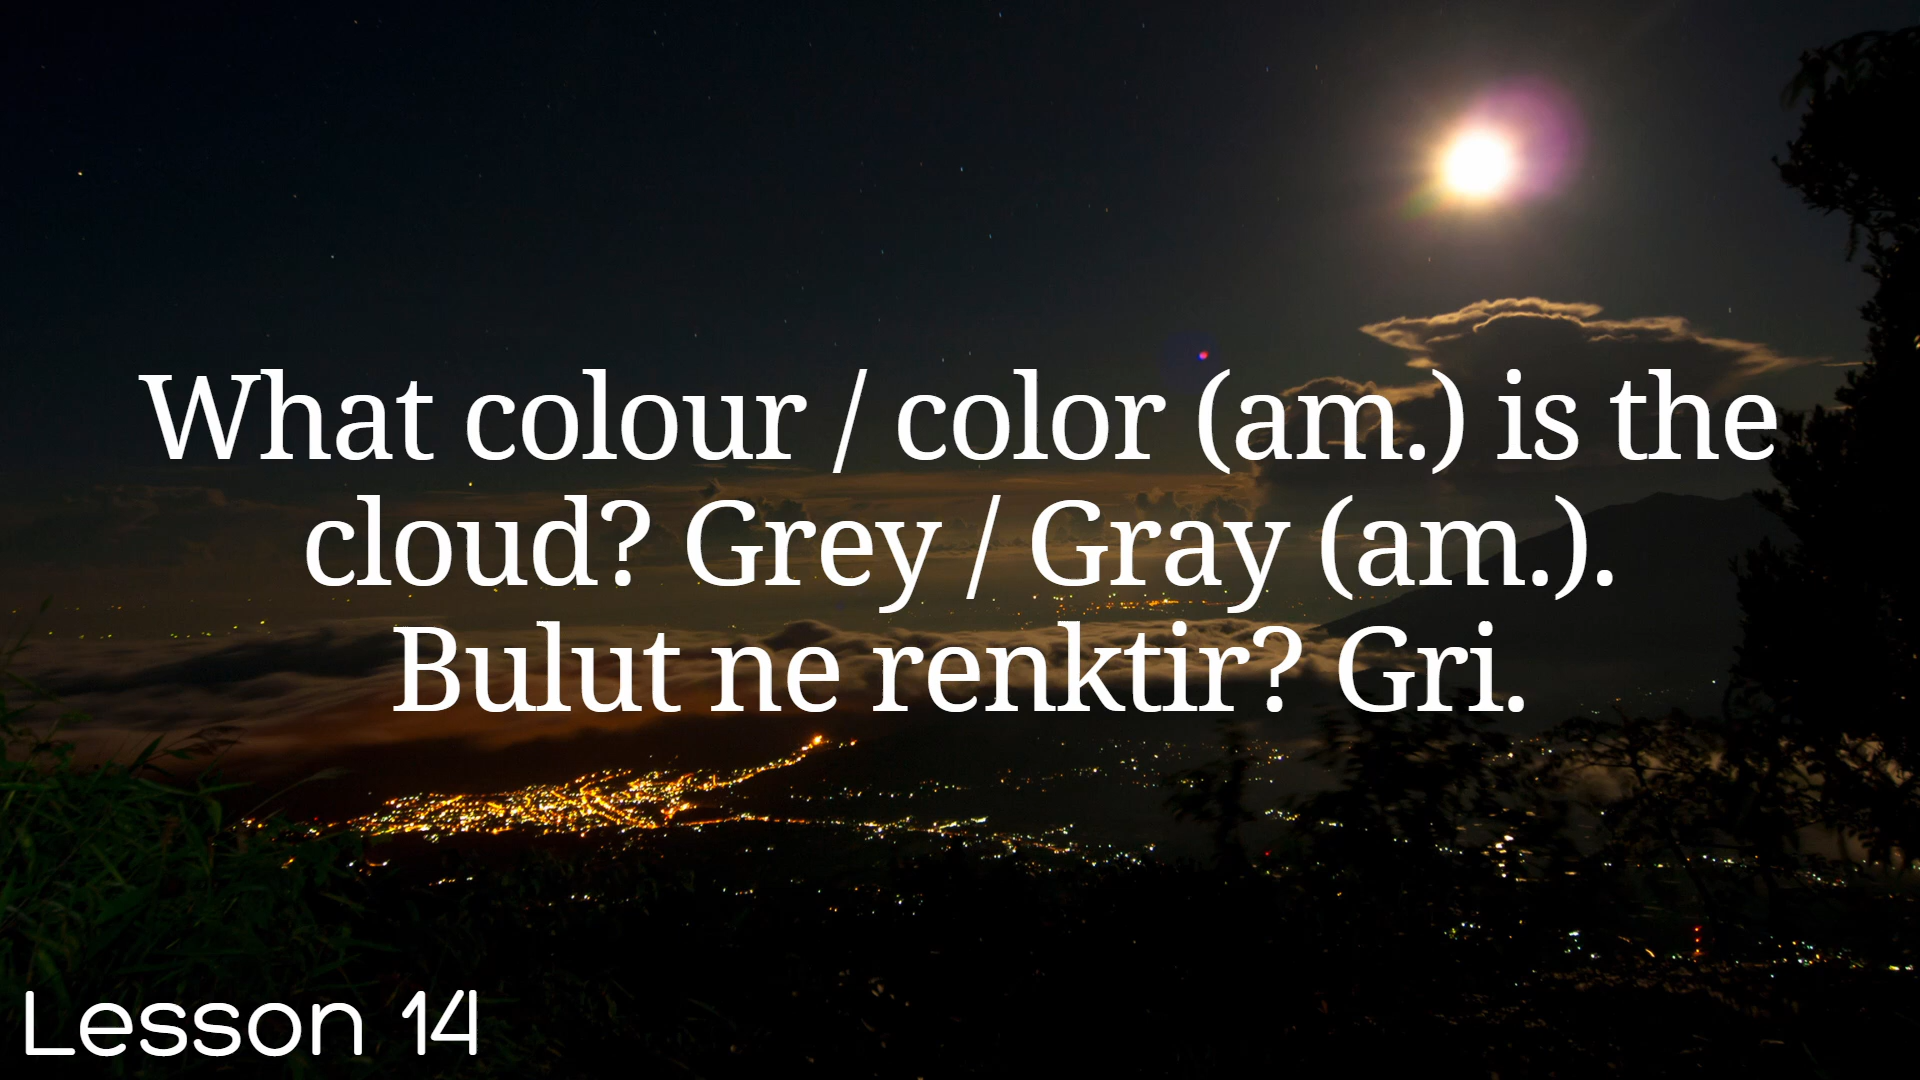 What colour / color (am.) is the
cloud? Grey / Gray (am.).
Bulut ne renktir? Gri.
Lesson 14